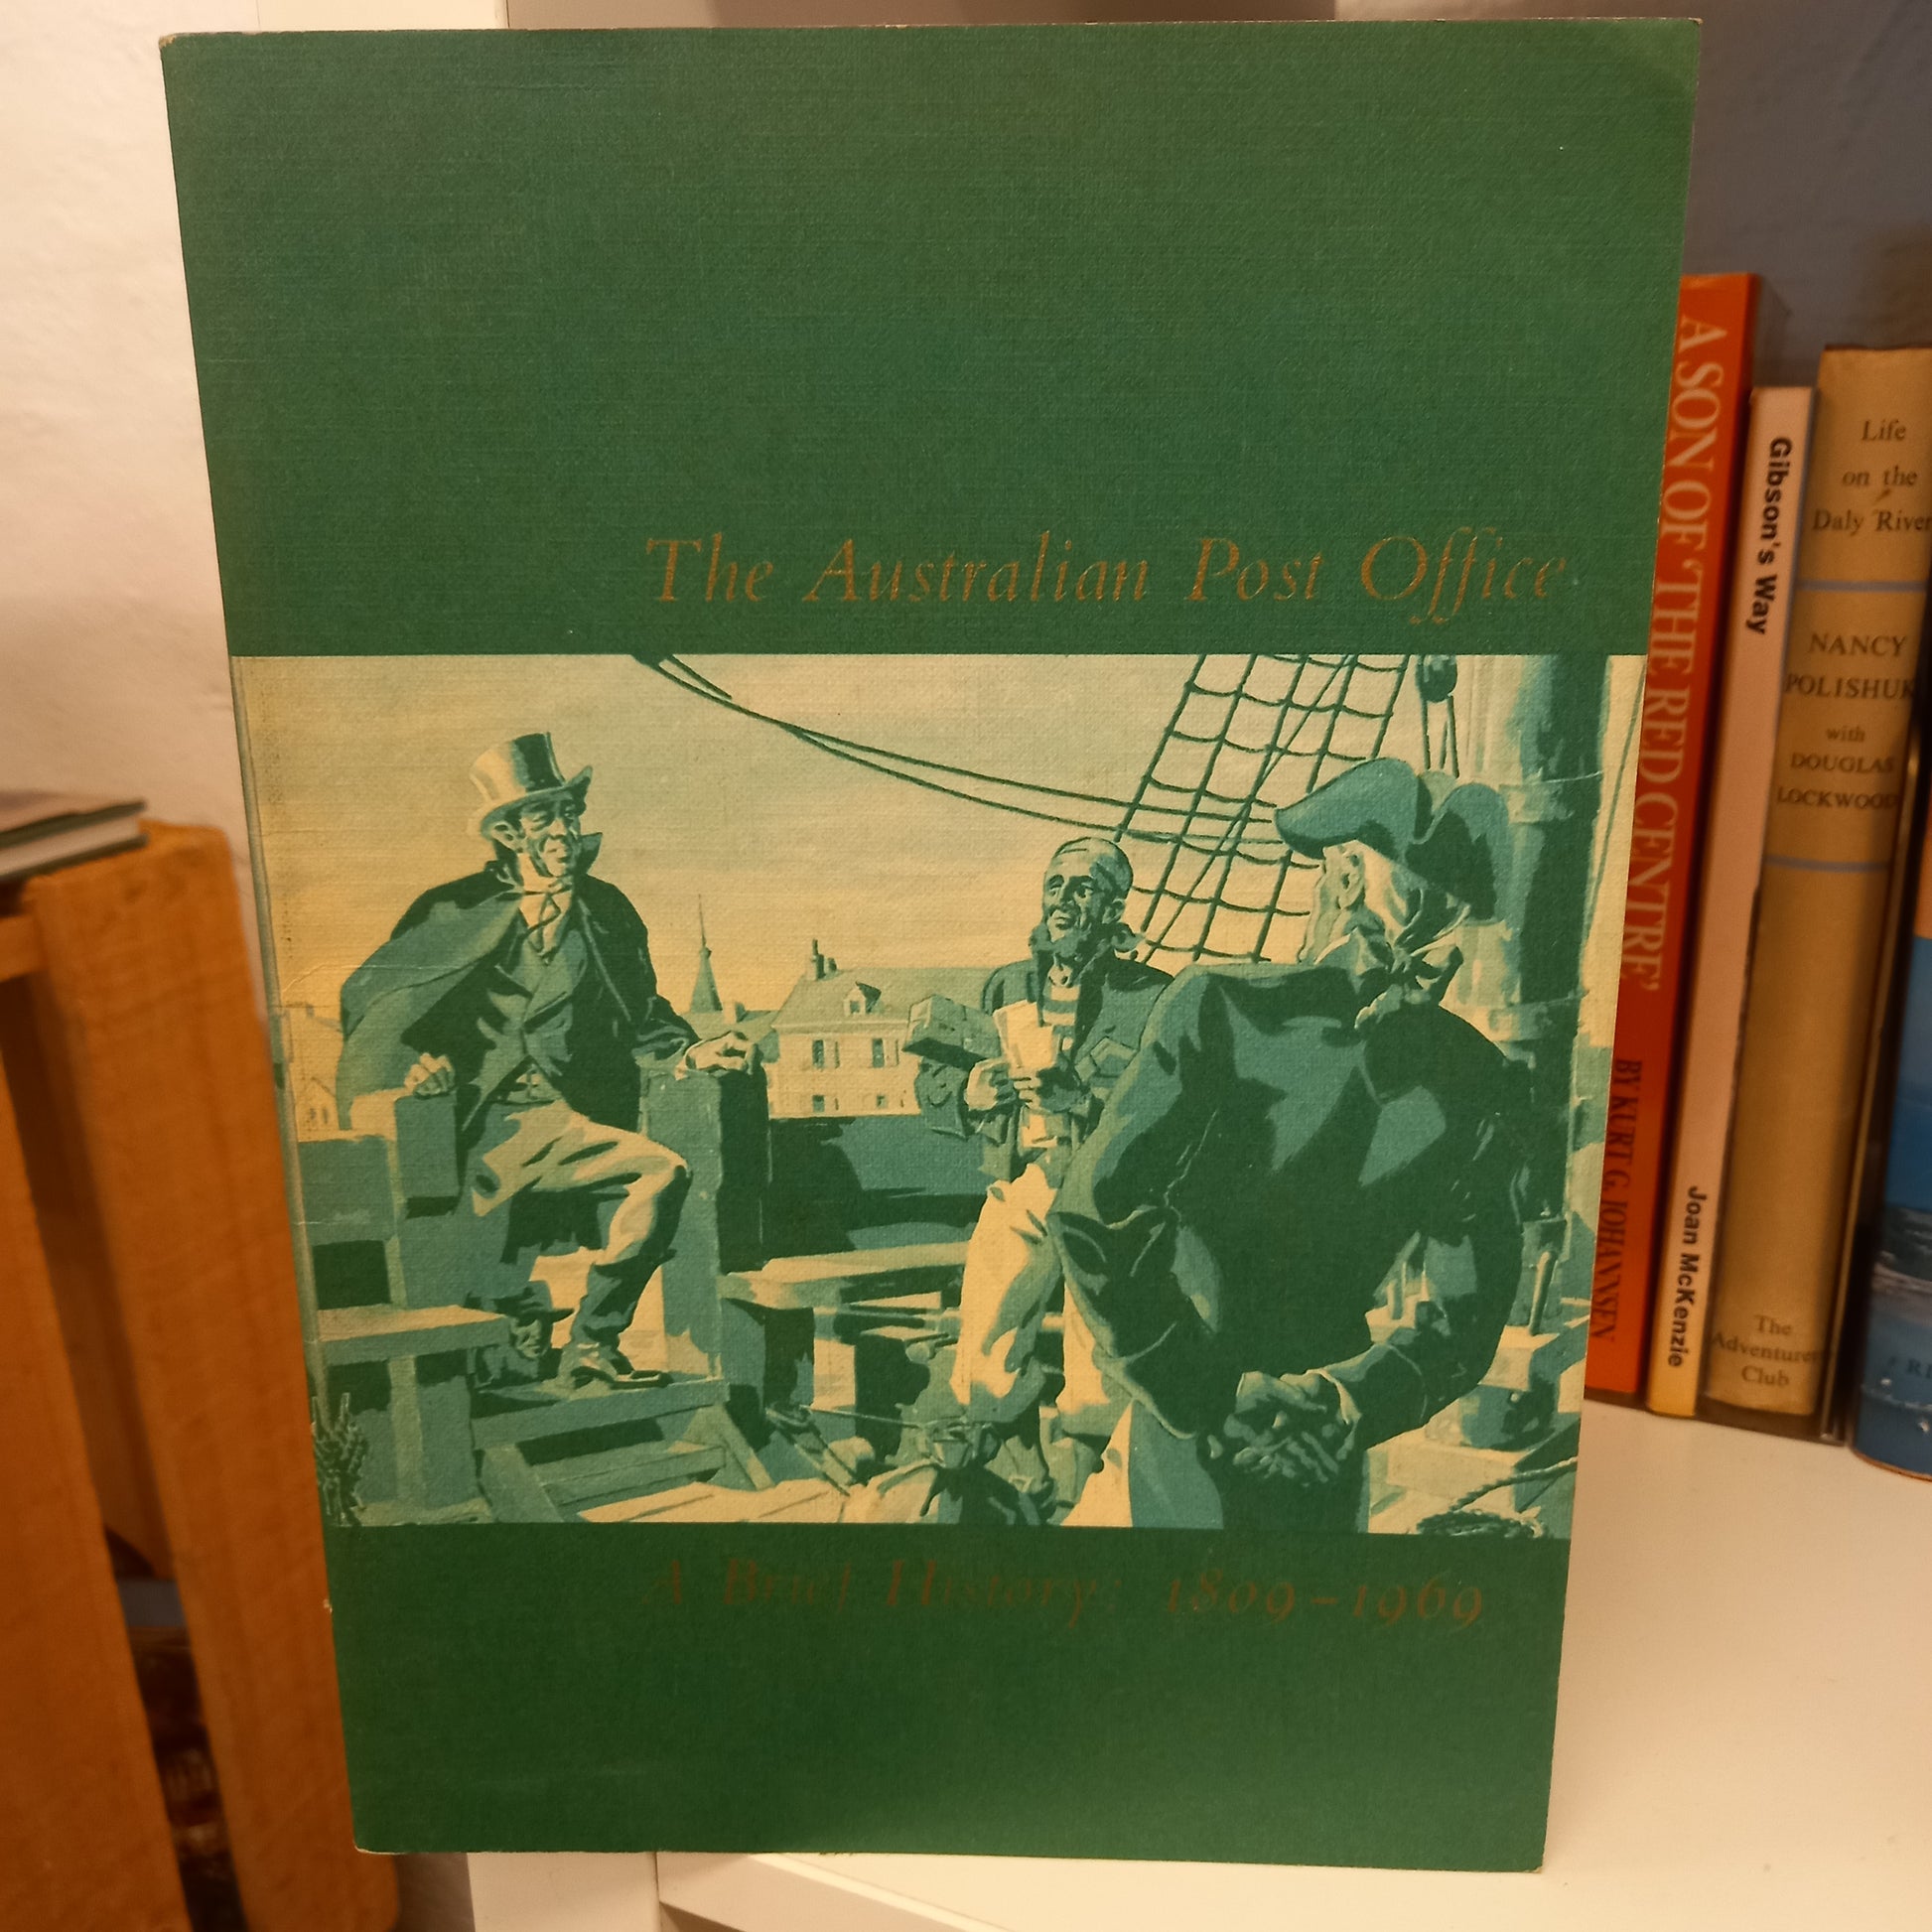 The Australian Post Office
A Brief History: 1809-1969
A SON OF 'THE RED CENTRE'
BY KURT G. JOHANNSEN
Gibson's Way
Joan McKenzie
Life
on the
Daly River
NANCY
POLISHUK
with
DOUGLAS
LOCKWOOD
The
Adventurers
Club